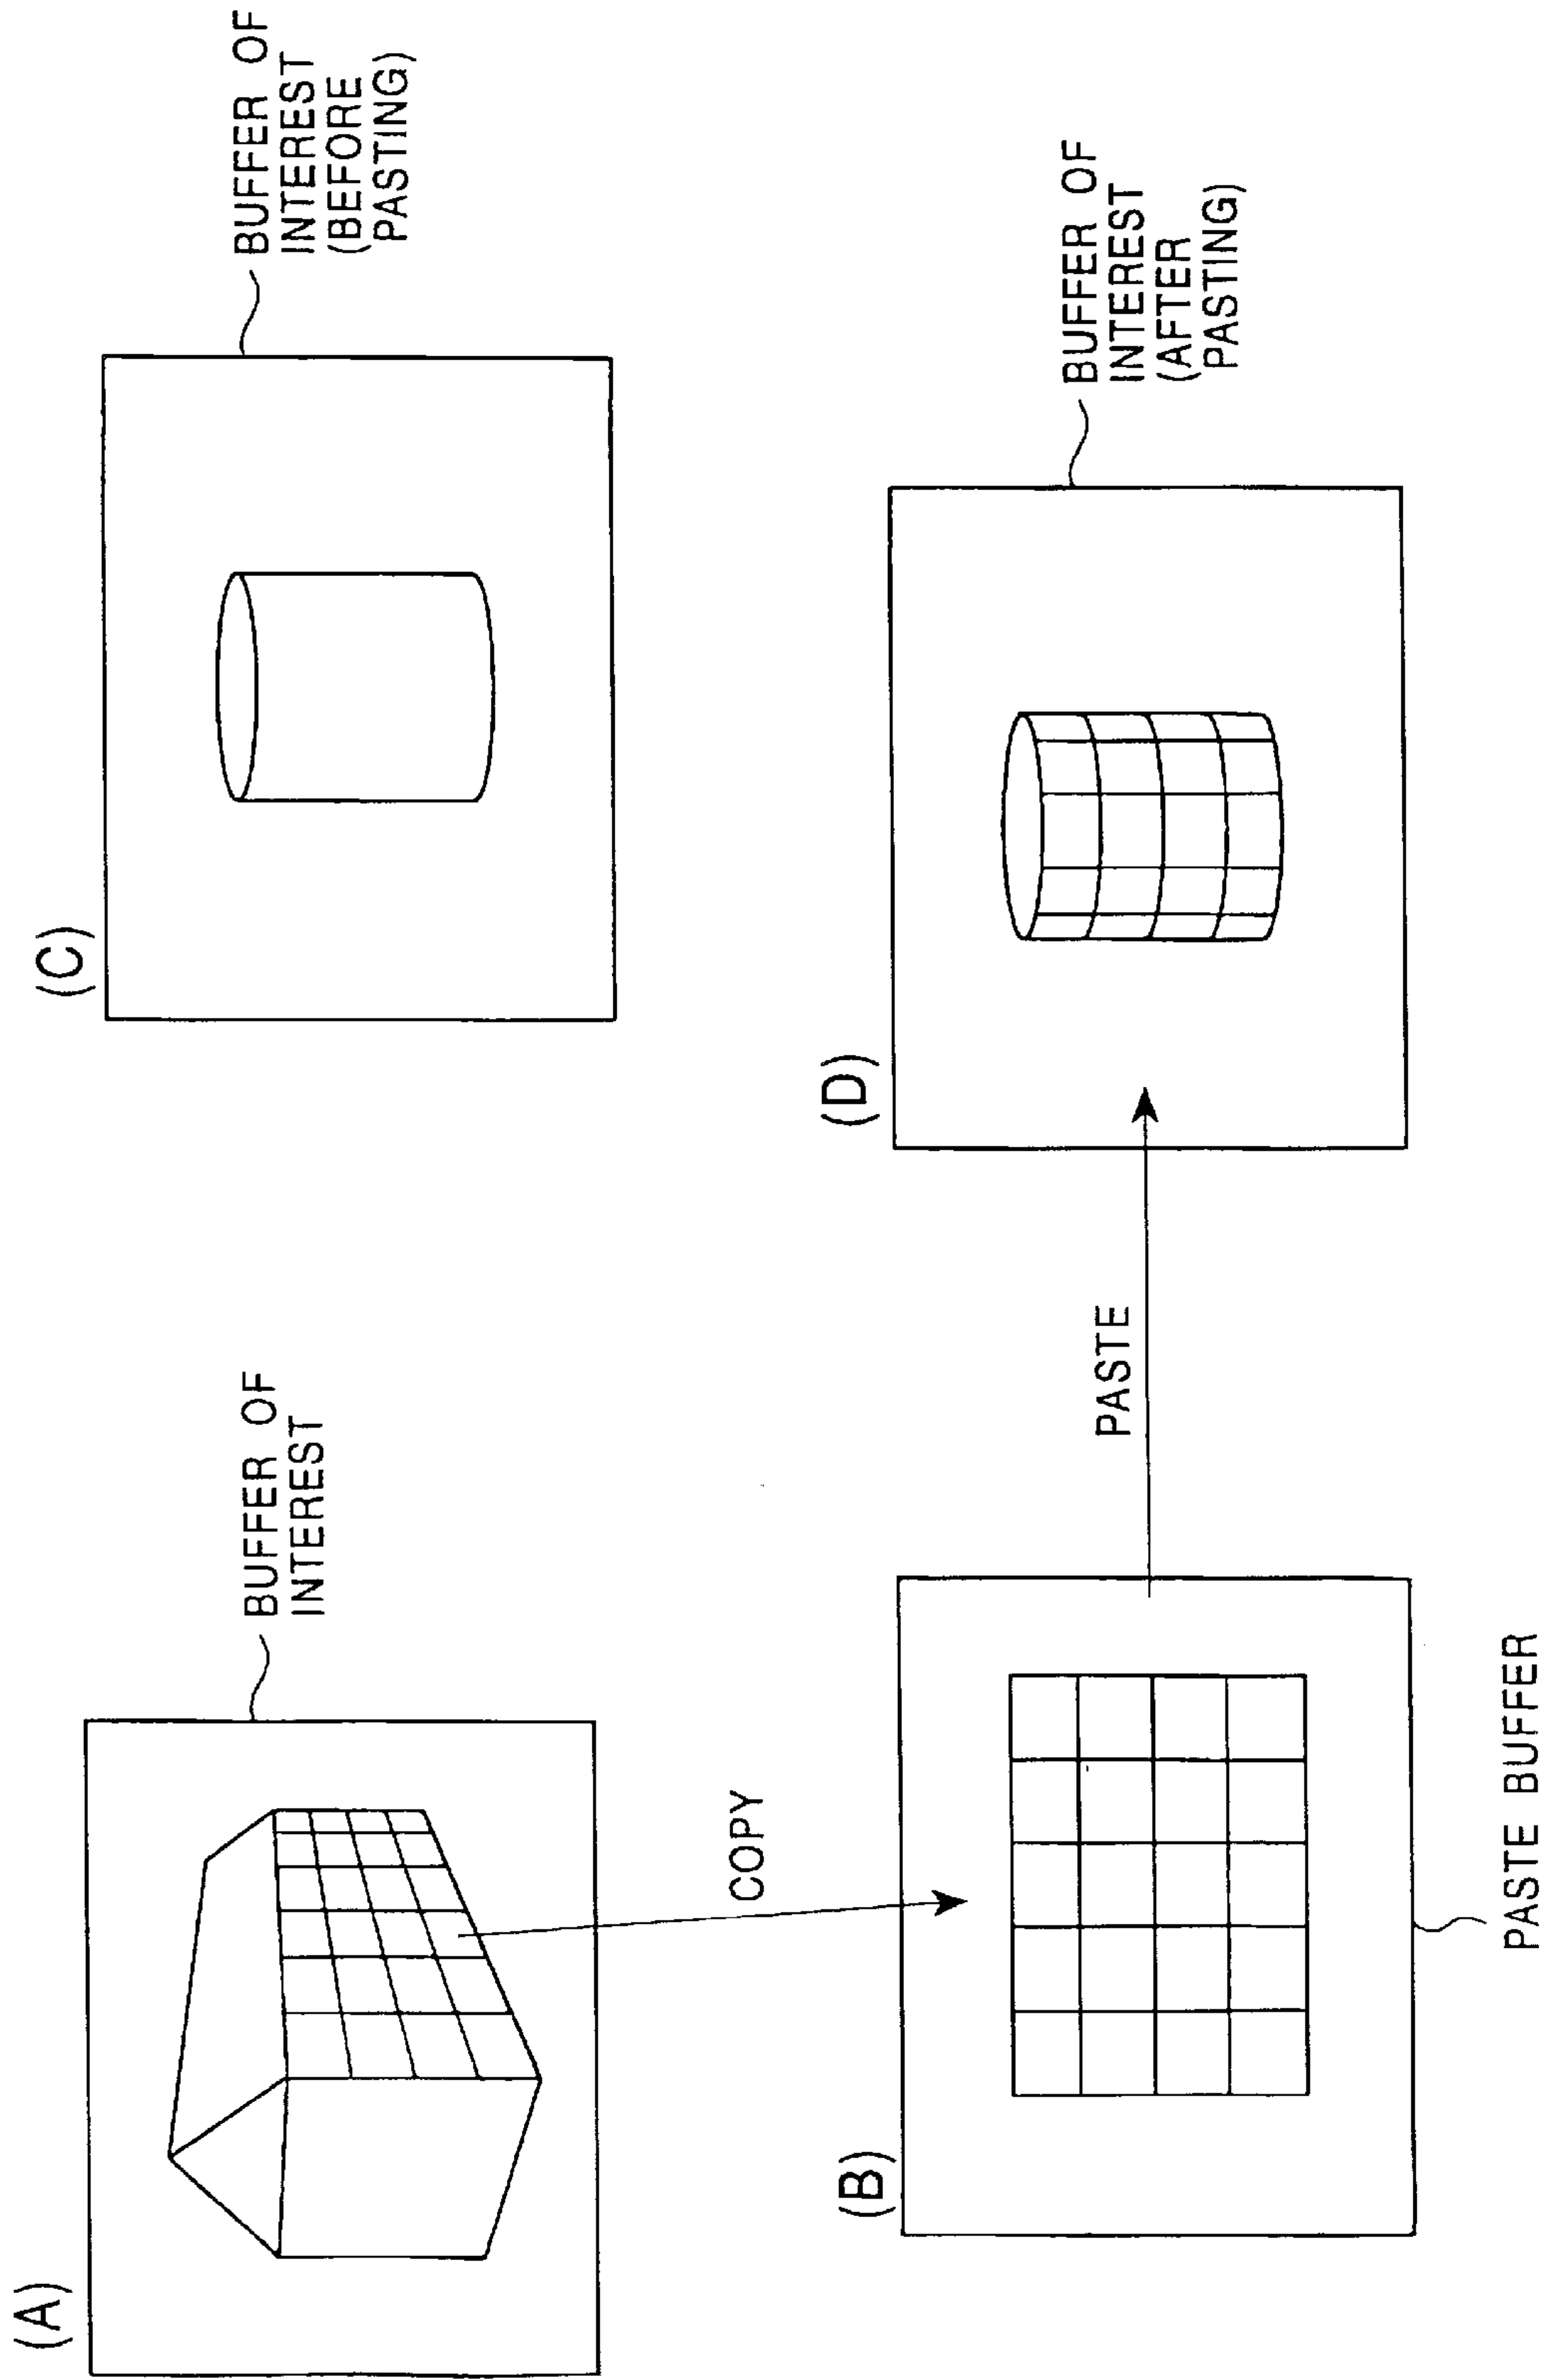 (A)
BUFFER OF
INTEREST
COPY
(B)
PASTE BUFFER
PASTE
(C)
BUFFER OF
INTEREST
(BEFORE
PASTING)
(D)
BUFFER OF
INTEREST
(AFTER
PASTING)